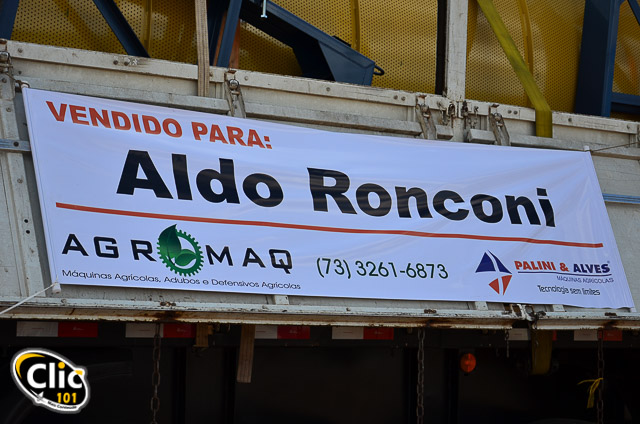 VENDIDO PARA:
Aldo Ronconi
AGROMAQ
Máquinas Agrícolas, Adubos e Defensivos Agrícolas
(73) 3261-6873
PALINI & ALVES
MÁQUINAS AGRÍCOLAS
Tecnologia sem limites
Clic
101